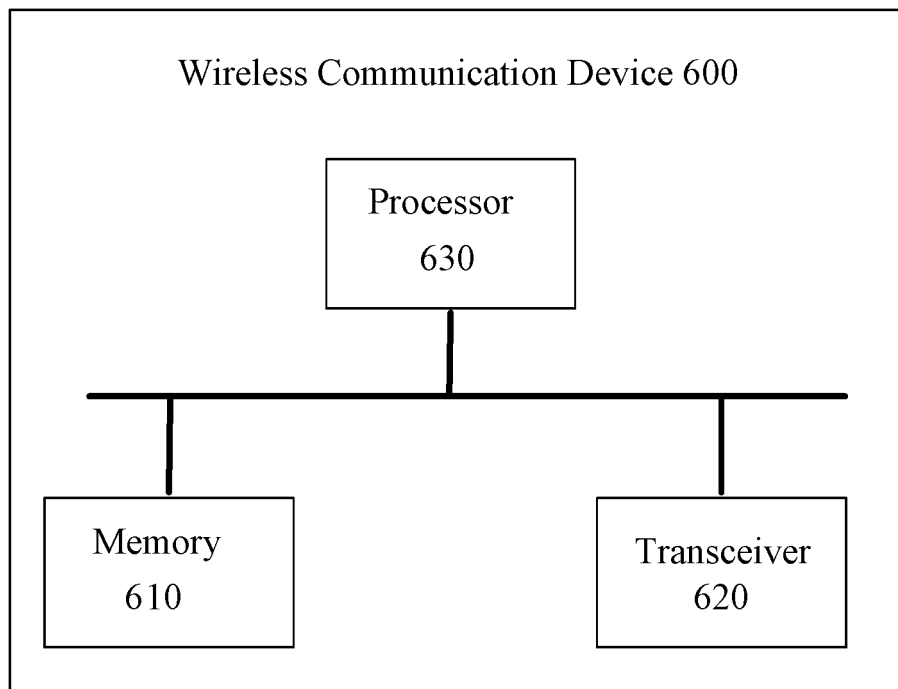 Wireless Communication Device 600
Processor
630
Memory
610
Transceiver
620